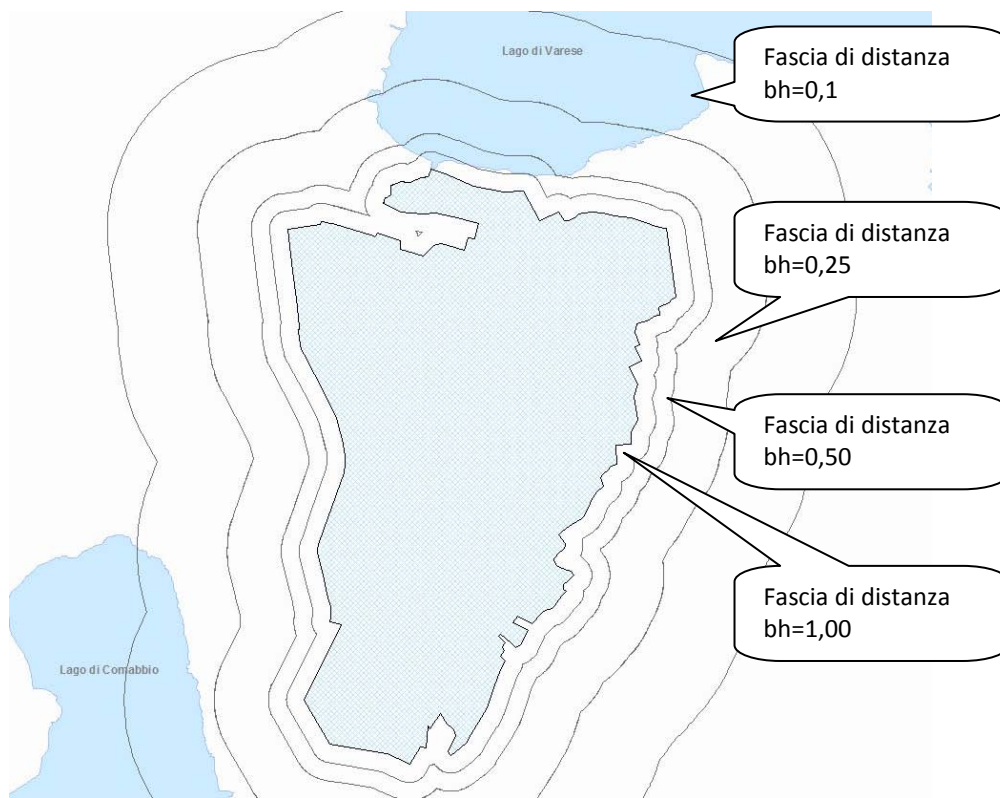 Lago di Varese
Fascia di distanza
bh=0,1
Fascia di distanza
bh=0,25
Fascia di distanza
bh=0,50
Fascia di distanza
bh=1,00
Lago di Comabbio